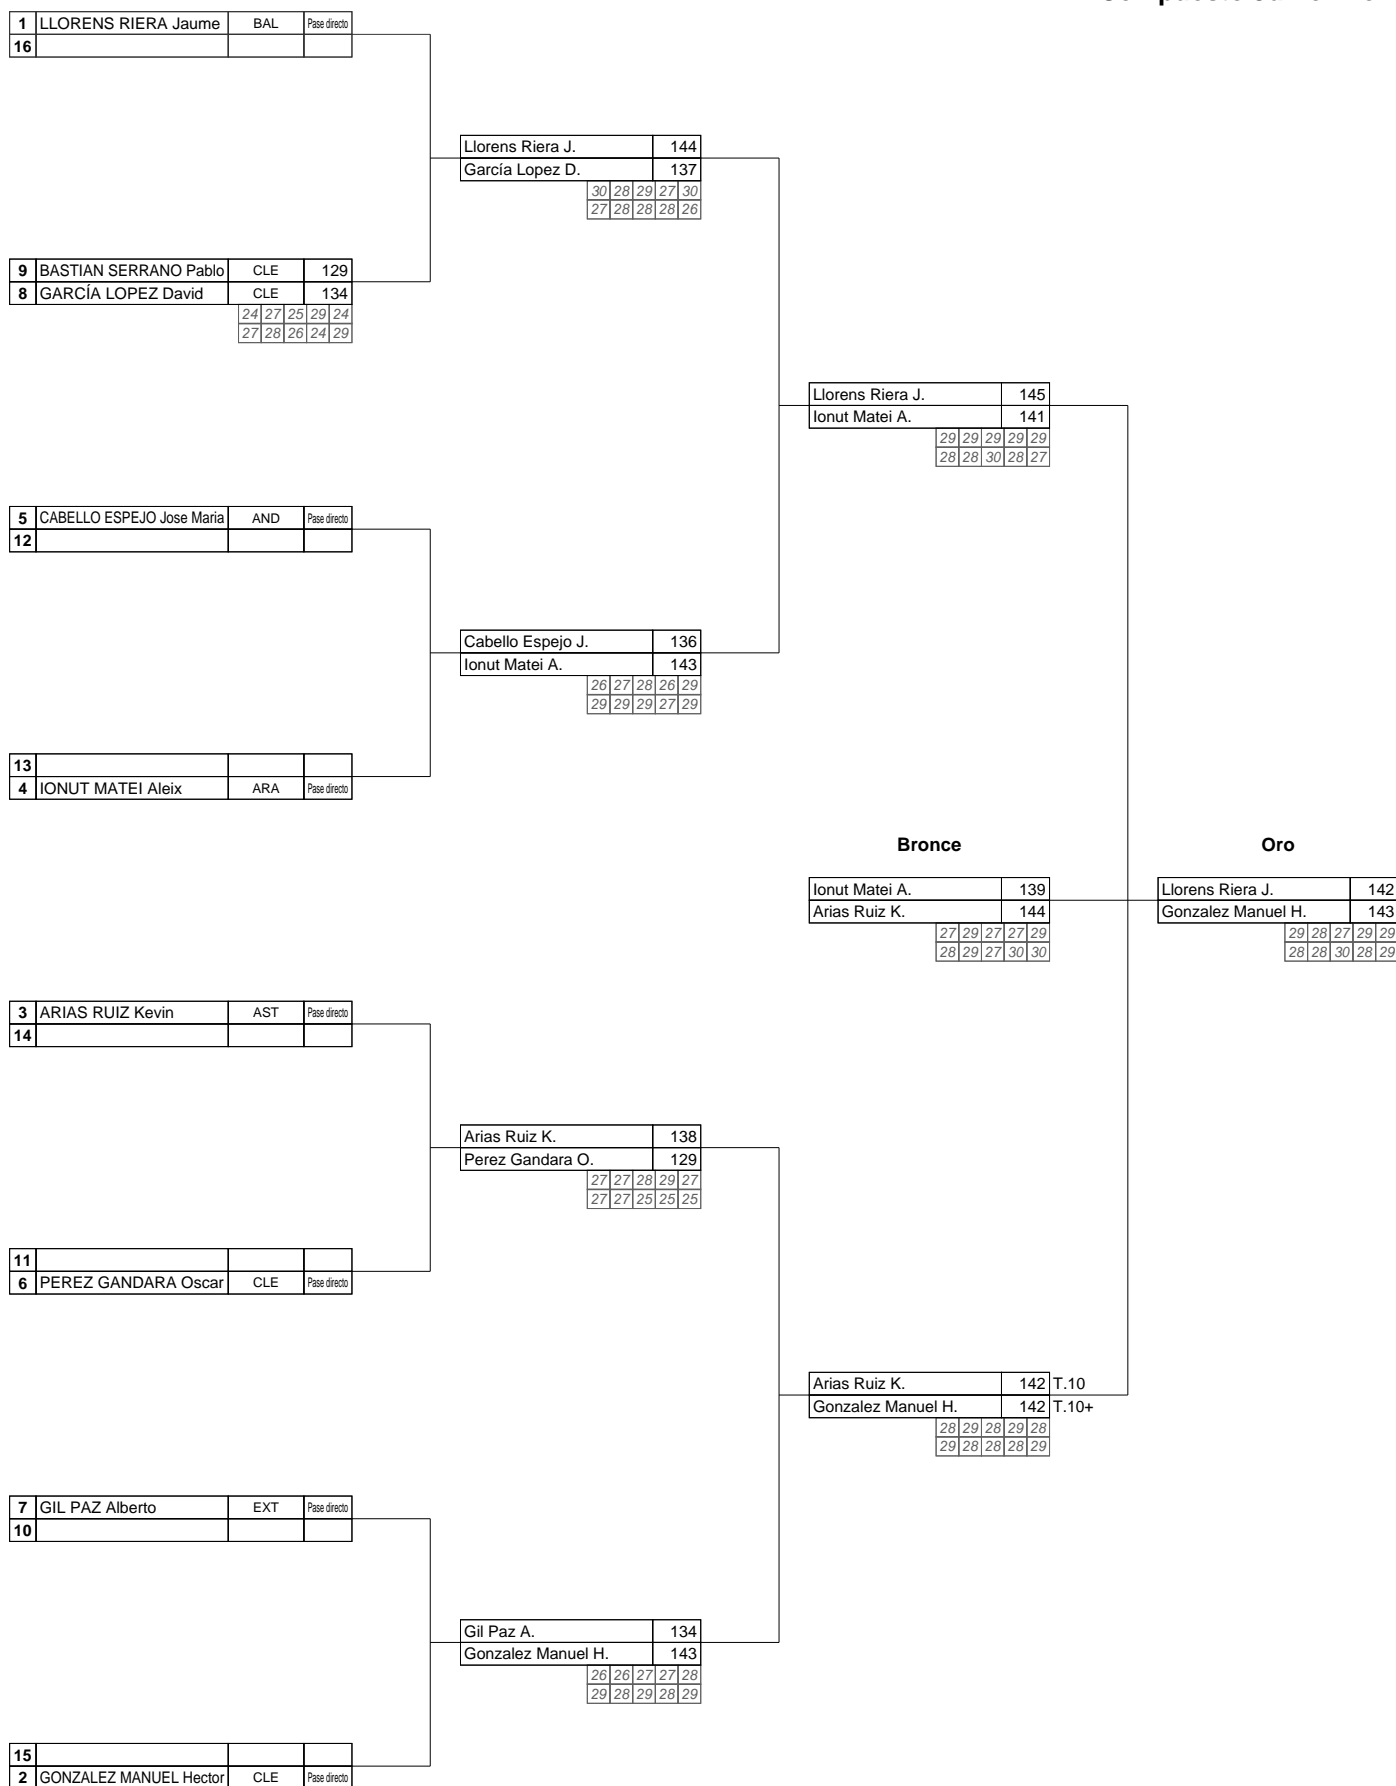 1 LLORENS RIERA Jaume BAL Pase directo
16
Llorens Riera J. 144
García Lopez D. 137
30 28 29 27 30
27 28 28 28 26
9 BASTIAN SERRANO Pablo CLE 129
8 GARCÍA LOPEZ David CLE 134
24 27 25 29 24
27 28 26 24 29
Llorens Riera J. 145
Ionut Matei A. 141
29 29 29 29 29
28 28 30 28 27
5 CABELLO ESPEJO Jose Maria AND Pase directo
12
Cabello Espejo J. 136
Ionut Matei A. 143
26 27 28 26 29
29 29 29 27 29
13
4 IONUT MATEI Aleix ARA Pase directo
Bronce Oro
Ionut Matei A. 139
Arias Ruiz K. 144
27 29 27 27 29
28 29 27 30 30
Llorens Riera J. 142
Gonzalez Manuel H. 143
29 28 27 29 29
28 28 30 28 29
3 ARIAS RUIZ Kevin AST Pase directo
14
Arias Ruiz K. 138
Perez Gandara O. 129
27 27 28 29 27
27 27 25 25 25
11
6 PEREZ GANDARA Oscar CLE Pase directo
Arias Ruiz K. 142 T.10
Gonzalez Manuel H. 142 T.10+
28 29 28 29 28
29 28 28 28 29
7 GIL PAZ Alberto EXT Pase directo
10
Gil Paz A. 134
Gonzalez Manuel H. 143
26 26 27 27 28
29 28 29 28 29
15
2 GONZALEZ MANUEL Hector CLE Pase directo